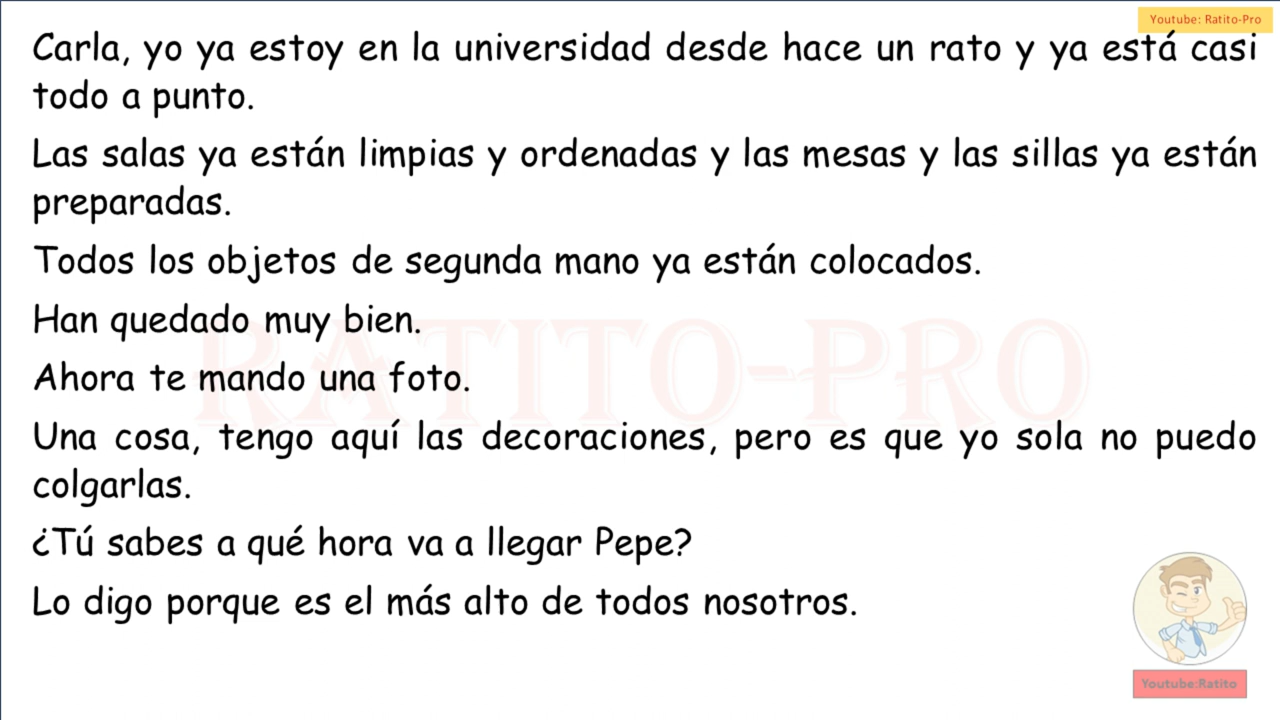 Youtube: Ratito-Pro
Carla, yo ya estoy en la universidad desde hace un rato y ya está casi
todo a punto.
Las salas ya están limpias y ordenadas y las mesas y las sillas ya están
preparadas.
Todos los objetos de segunda mano ya están colocados.
Han quedado muy bien.
RATITO-PRO
Ahora te mando una foto.
Una cosa, tengo aquí las decoraciones, pero es que yo sola no puedo
colgarlas.
¿Tú sabes a qué hora va a llegar Pepe?
Lo digo porque es el más alto de todos nosotros.
Youtube:Ratito